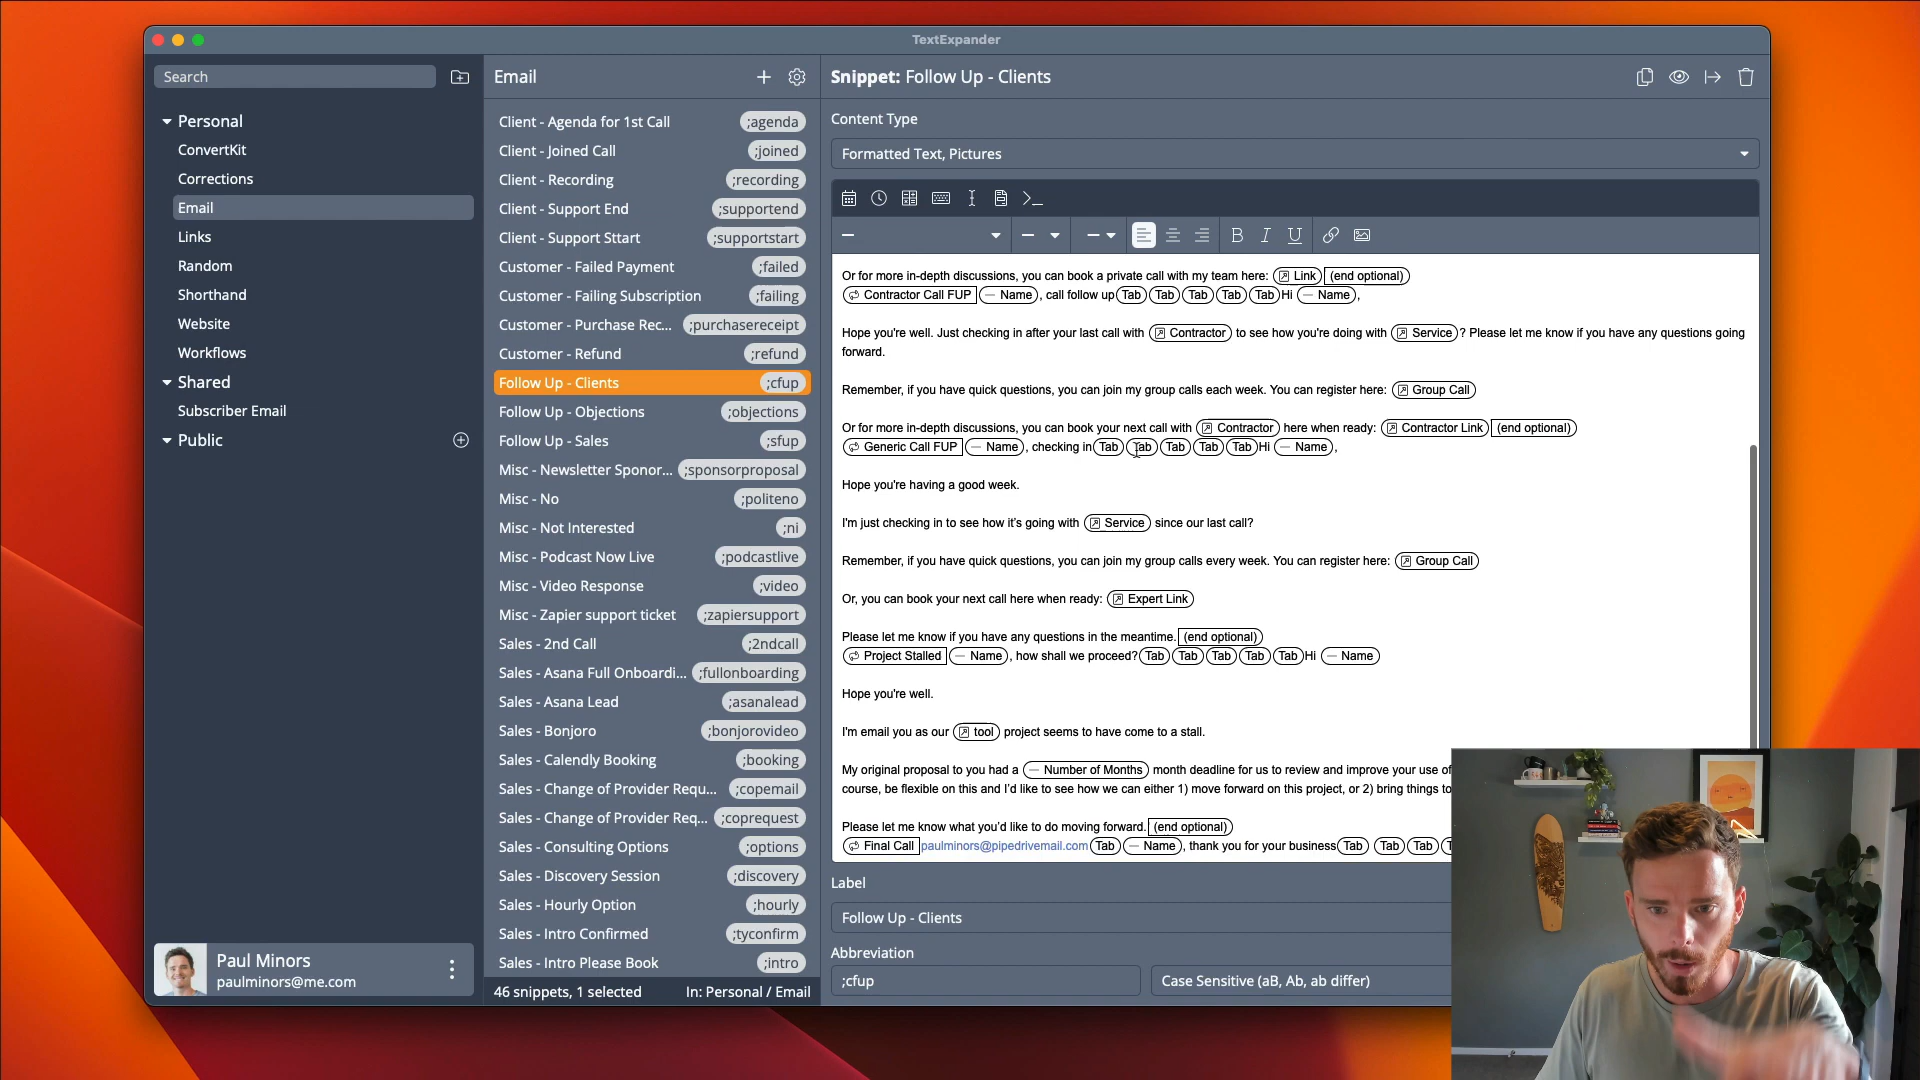 TextExpander
Search
Personal
ConvertKit
Corrections
Email
Links
Random
Shorthand
Website
Workflows
Shared
Subscriber Email
Public
Paul Minors
paulminors@me.com
Email
Client - Agenda for 1st Call ;agenda
Client - Joined Call ;joined
Client - Recording ;recording
Client - Support End ;supportend
Client - Support Sttart ;supportstart
Customer - Failed Payment ;failed
Customer - Failing Subscription ;failing
Customer - Purchase Rec... ;purchasereceipt
Customer - Refund ;refund
Follow Up - Clients ;cfup
Follow Up - Objections ;objections
Follow Up - Sales ;sfup
Misc - Newsletter Sponsor... ;sponsorproposal
Misc - No ;politeno
Misc - Not Interested ;ni
Misc - Podcast Now Live ;podcastlive
Misc - Video Response ;video
Misc - Zapier support ticket ;zapiersupport
Sales - 2nd Call ;2ndcall
Sales - Asana Full Onboardi... ;fullonboarding
Sales - Asana Lead ;asanalead
Sales - Bonjoro ;bonjorovideo
Sales - Calendly Booking ;booking
Sales - Change of Provider Requ... ;copemail
Sales - Change of Provider Req... ;coprequest
Sales - Consulting Options ;options
Sales - Discovery Session ;discovery
Sales - Hourly Option ;hourly
Sales - Intro Confirmed ;tyconfirm
Sales - Intro Please Book ;intro
46 snippets, 1 selected In: Personal / Email
Snippet: Follow Up - Clients
Content Type
Formatted Text, Pictures
B I U
Or for more in-depth discussions, you can book a private call with my team here: Link (end optional)
Contractor Call FUP Name, call follow up Tab Tab Tab Tab Tab Hi Name,
Hope you're well. Just checking in after your last call with Contractor to see how you're doing with Service? Please let me know if you have any questions going
forward.
Remember, if you have quick questions, you can join my group calls each week. You can register here: Group Call
Or for more in-depth discussions, you can book your next call with Contractor here when ready: Contractor Link (end optional)
Generic Call FUP Name, checking in Tab Tab Tab Tab Tab Hi Name,
Hope you're having a good week.
I'm just checking in to see how it's going with Service since our last call?
Remember, if you have quick questions, you can join my group calls every week. You can register here: Group Call
Or, you can book your next call here when ready: Expert Link
Please let me know if you have any questions in the meantime. (end optional)
Project Stalled Name, how shall we proceed? Tab Tab Tab Tab Tab Hi Name
Hope you're well.
I'm email you as our tool project seems to have come to a stall.
My original proposal to you had a Number of Months month deadline for us to review and improve your use of
course, be flexible on this and I'd like to see how we can either 1) move forward on this project, or 2) bring things to
Please let me know what you'd like to do moving forward. (end optional)
Final Call paulminors@pipedrivemail.com Tab Name, thank you for your business Tab Tab Tab
Label
Follow Up - Clients
Abbreviation
;cfup
Case Sensitive (aB, Ab, ab differ)